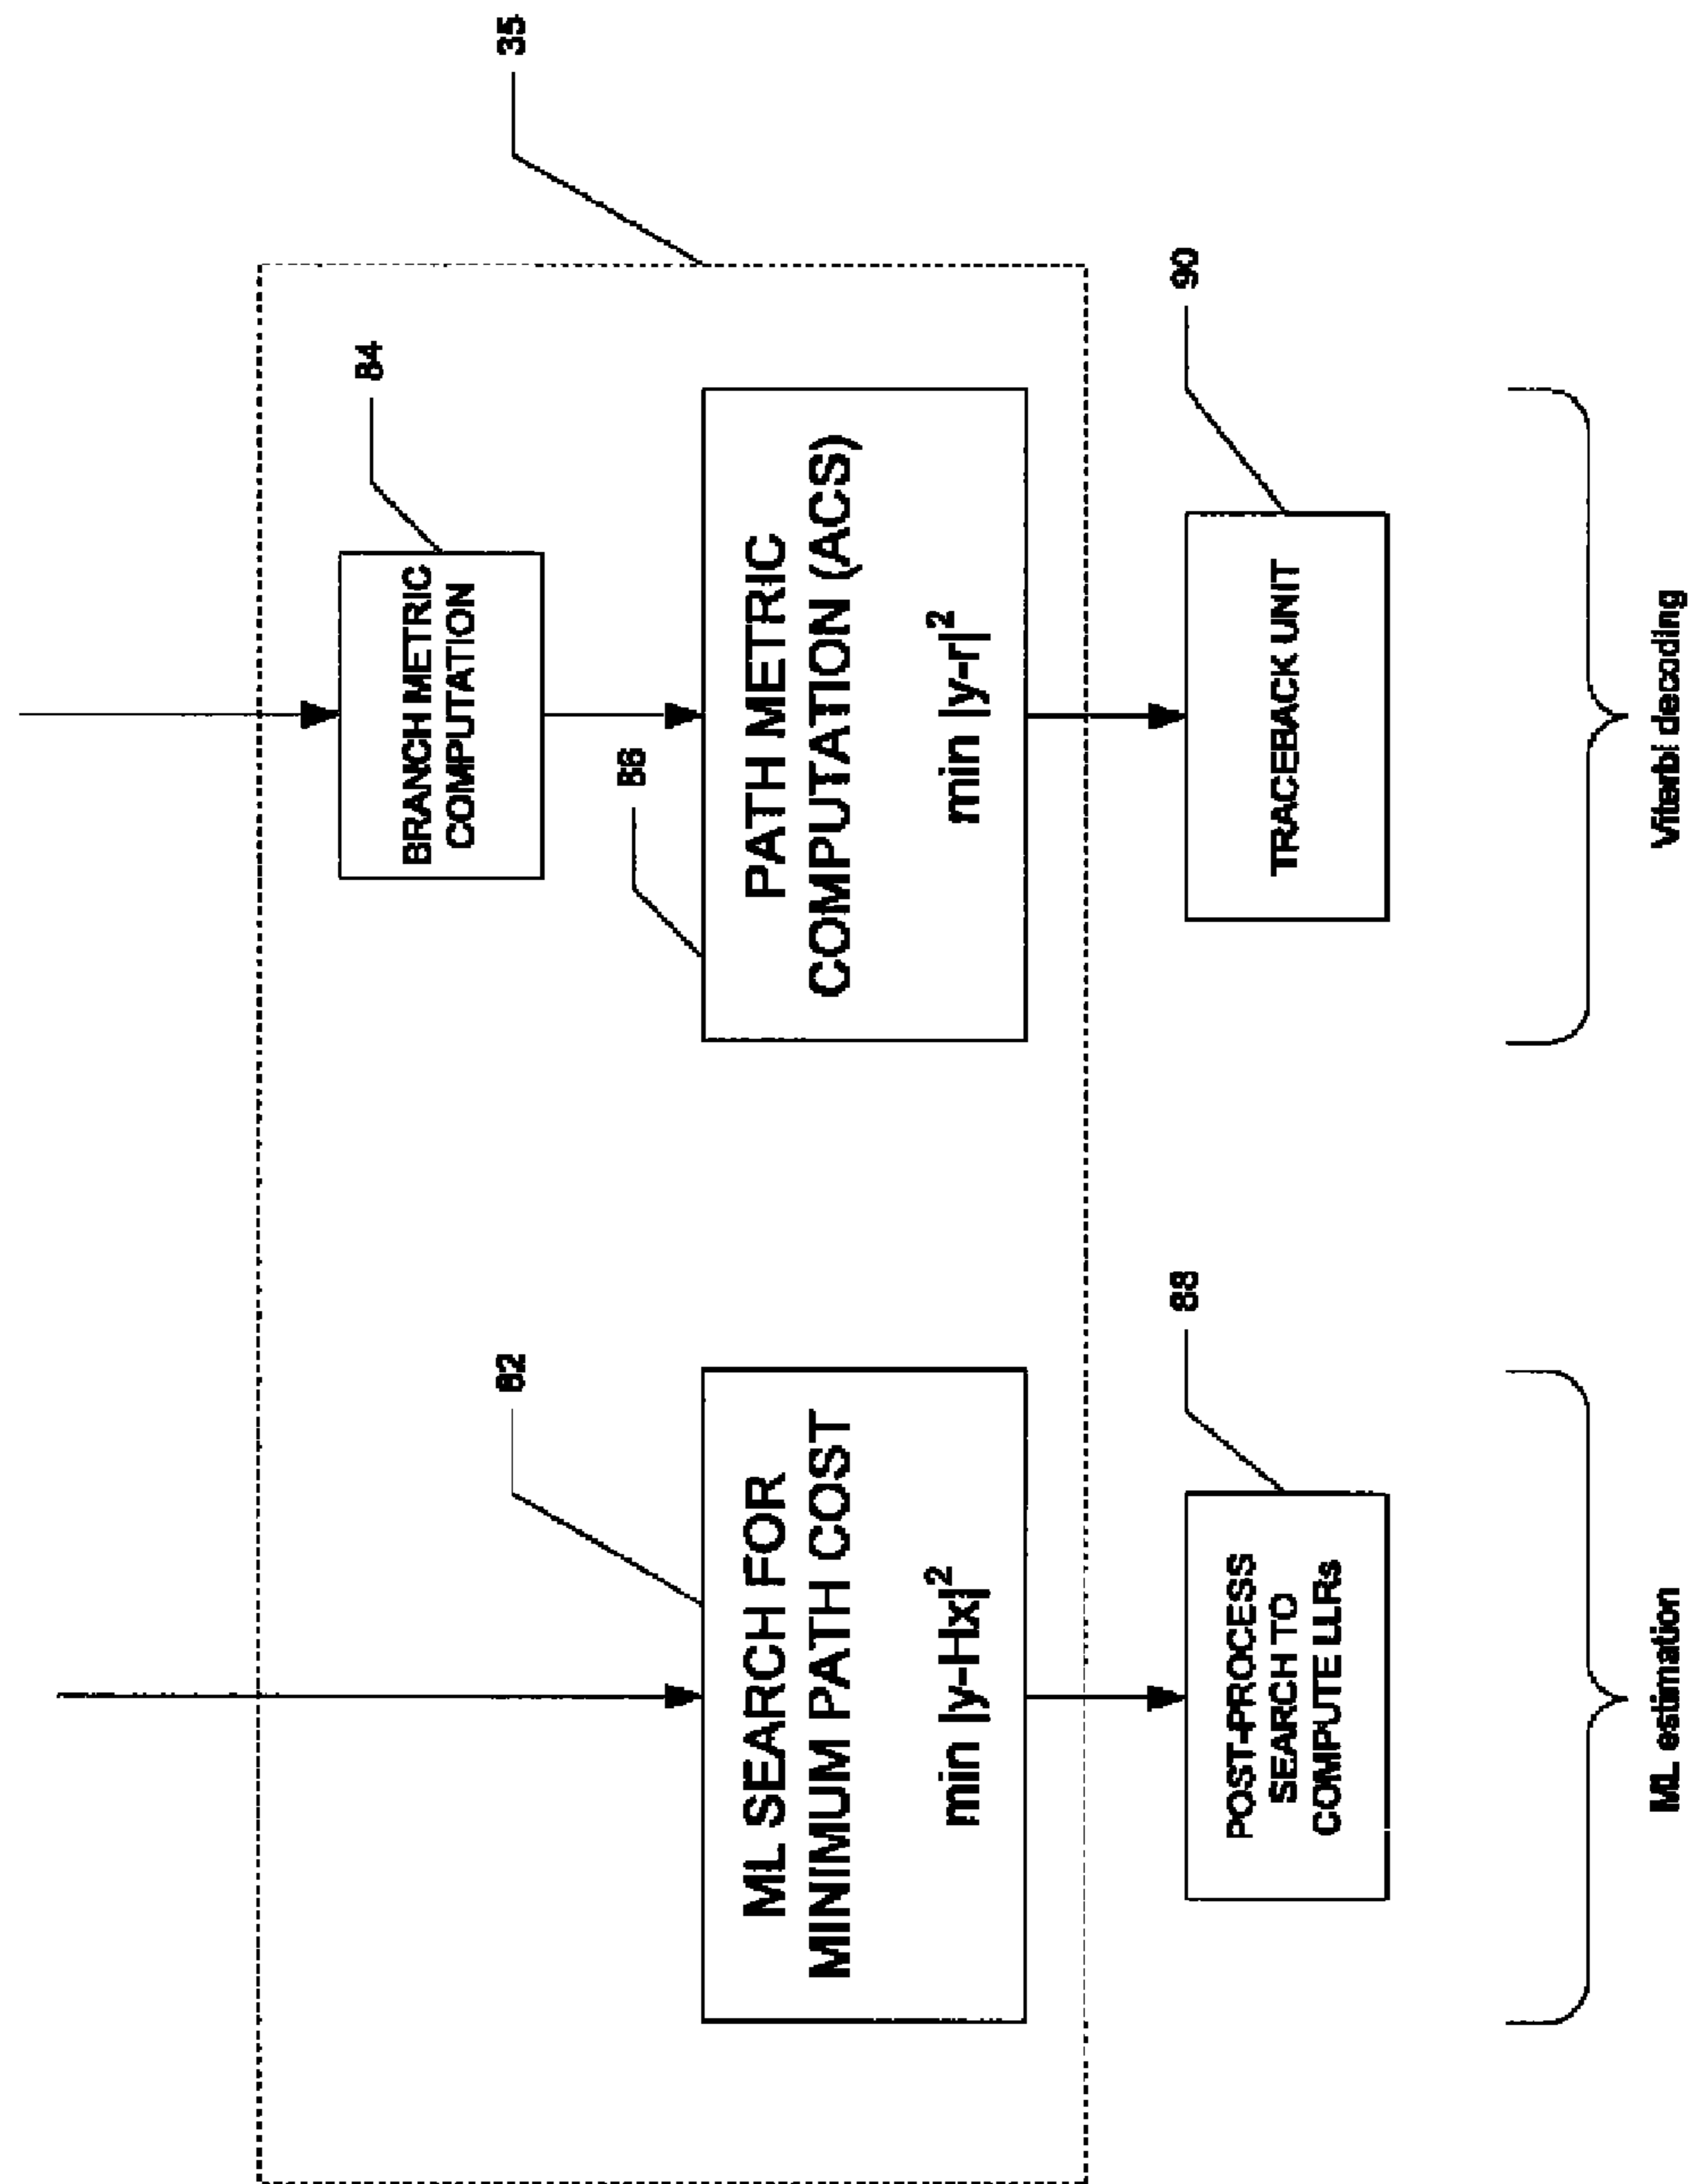 84
BRANCH METRIC
COMPUTATION
35
82
86
ML SEARCH FOR
MINIMUM PATH COST
min |y-Hx|²
PATH METRIC
COMPUTATION (ACS)
min |y-r|²
88
90
POST-PROCESS
SEARCH TO
COMPUTE LLRs
TRACEBACK UNIT
ML estimation
Viterbi decoding